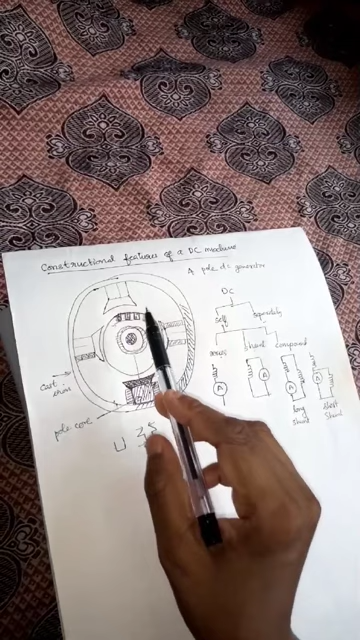 Constructional features of a DC machine
4 pole dc generator
DC
Self
separately
series
shunt
compound
A
A
A
A
long
shunt
short
shunt
Cast
pole core